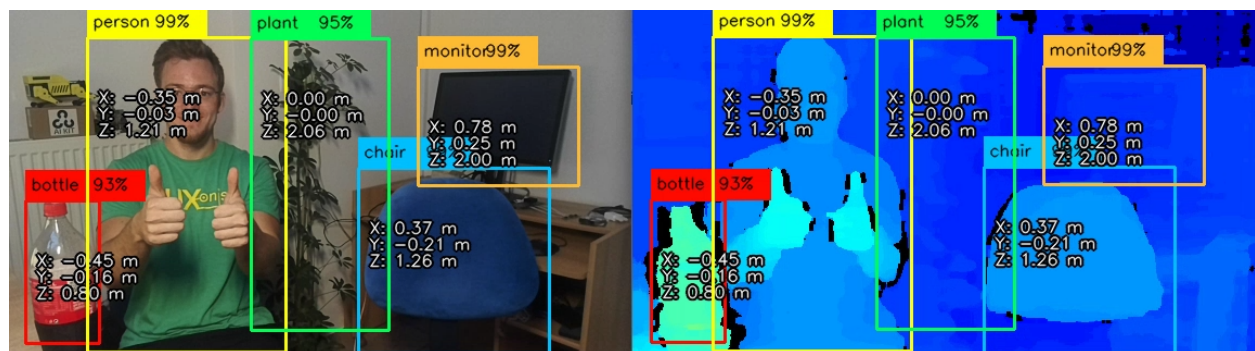 person 99%
plant 95%
monitor99%
X: -0.35 m
Y: -0.03 m
Z: 1.21 m
X: 0.00 m
Y: -0.00 m
Z: 2.06 m
AI KIT
X: 0.78 m
Y: 0.25 m
Z: 2.00 m
chair
bottle 93%
UXonis
X: 0.37 m
Y: -0.21 m
Z: 1.26 m
X: -0.45 m
Y: -0.16 m
Z: 0.80 m
person 99%
plant 95%
monitor99%
X: -0.35 m
Y: -0.03 m
Z: 1.21 m
X: 0.00 m
Y: -0.00 m
Z: 2.06 m
X: 0.78 m
Y: 0.25 m
Z: 2.00 m
chair
bottle 93%
X: 0.37 m
Y: -0.21 m
Z: 1.26 m
X: -0.45 m
Y: -0.16 m
Z: 0.80 m